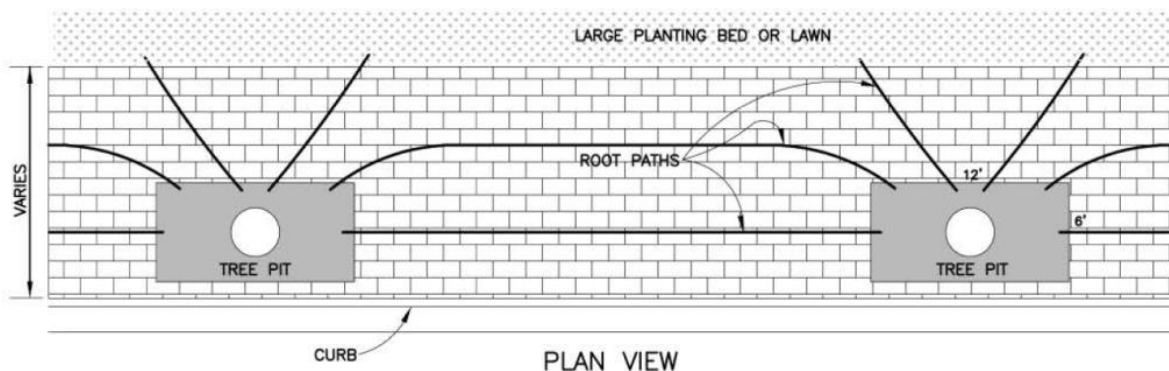 LARGE PLANTING BED OR LAWN
VARIES
ROOT PATHS
12'
6'
TREE PIT
TREE PIT
CURB
PLAN VIEW